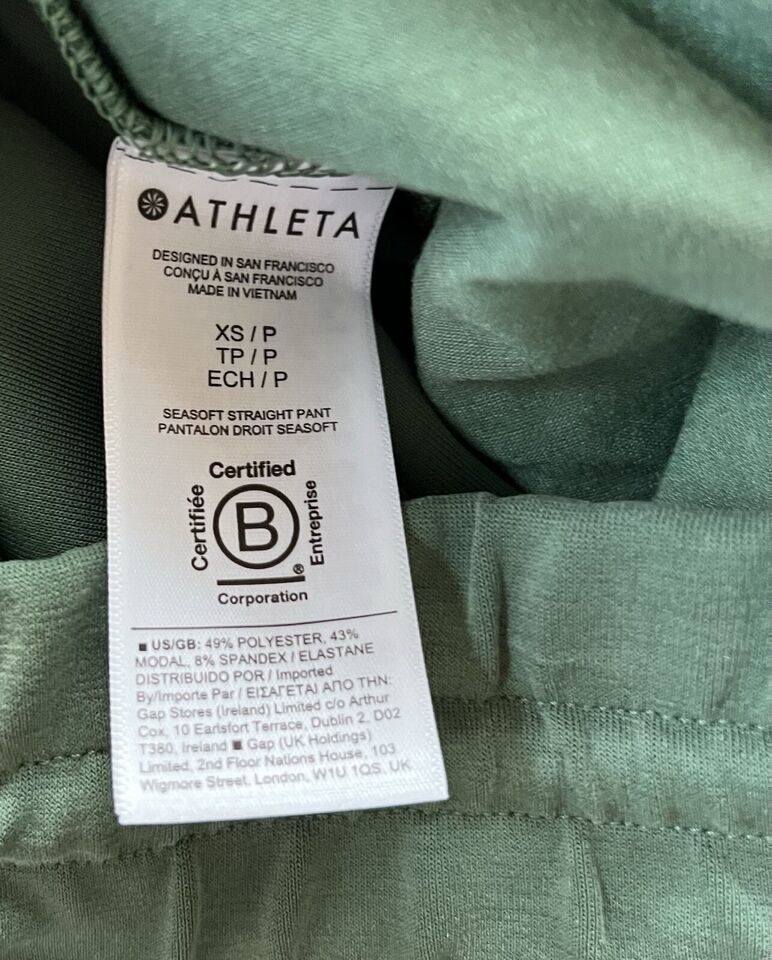 ATHLETA
DESIGNED IN SAN FRANCISCO
CONÇU À SAN FRANCISCO
MADE IN VIETNAM
XS / P
TP / P
ECH / P
SEASOFT STRAIGHT PANT
PANTALON DROIT SEASOFT
Certified
Certifiée
B
Entreprise
®
Corporation
■ US/GB: 49% POLYESTER, 43%
MODAL, 8% SPANDEX / ELASTANE
DISTRIBUIDO POR / Imported
By/Importe Par / ΕΙΣΑΓΕΤΑΙ ΑΠΟ ΤΗΝ:
Gap Stores (Ireland) Limited c/o Arthur
Cox, 10 Earlsfort Terrace, Dublin 2, D02
T380, Ireland ■ Gap (UK Holdings)
Limited, 2nd Floor Nations House, 103
Wigmore Street, London, W1U 1QS, UK